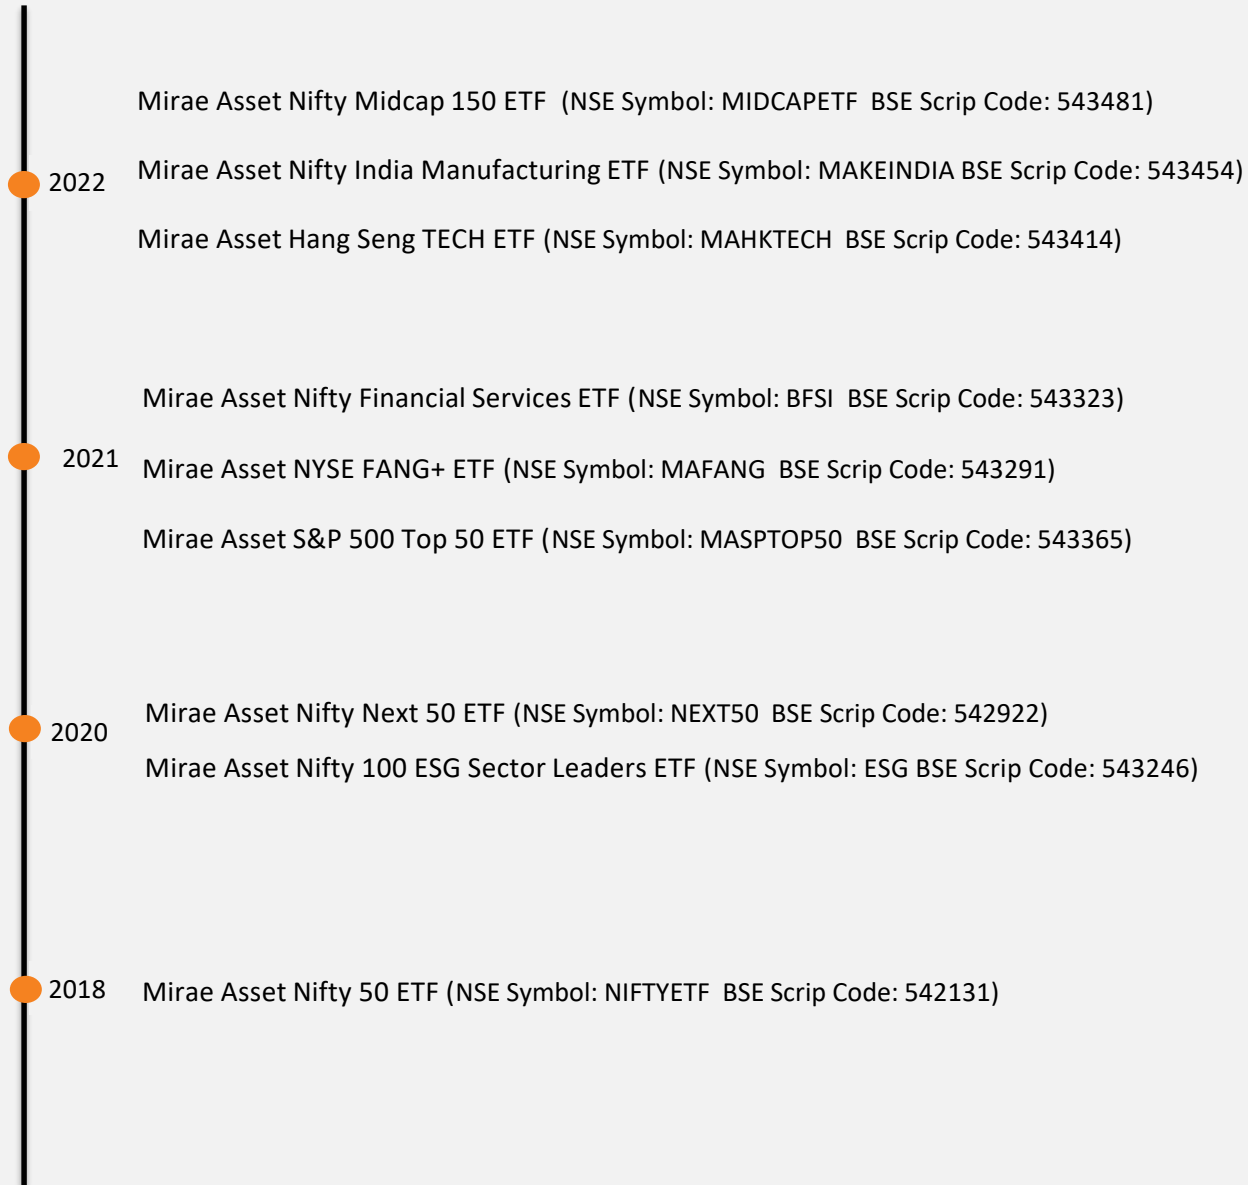 Mirae Asset Nifty Midcap 150 ETF (NSE Symbol: MIDCAPETF BSE Scrip Code: 543481)
2022 Mirae Asset Nifty India Manufacturing ETF (NSE Symbol: MAKEINDIA BSE Scrip Code: 543454)
Mirae Asset Hang Seng TECH ETF (NSE Symbol: MAHKTECH BSE Scrip Code: 543414)
Mirae Asset Nifty Financial Services ETF (NSE Symbol: BFSI BSE Scrip Code: 543323)
2021 Mirae Asset NYSE FANG+ ETF (NSE Symbol: MAFANG BSE Scrip Code: 543291)
Mirae Asset S&P 500 Top 50 ETF (NSE Symbol: MASPTOP50 BSE Scrip Code: 543365)
2020 Mirae Asset Nifty Next 50 ETF (NSE Symbol: NEXT50 BSE Scrip Code: 542922)
Mirae Asset Nifty 100 ESG Sector Leaders ETF (NSE Symbol: ESG BSE Scrip Code: 543246)
2018 Mirae Asset Nifty 50 ETF (NSE Symbol: NIFTYETF BSE Scrip Code: 542131)